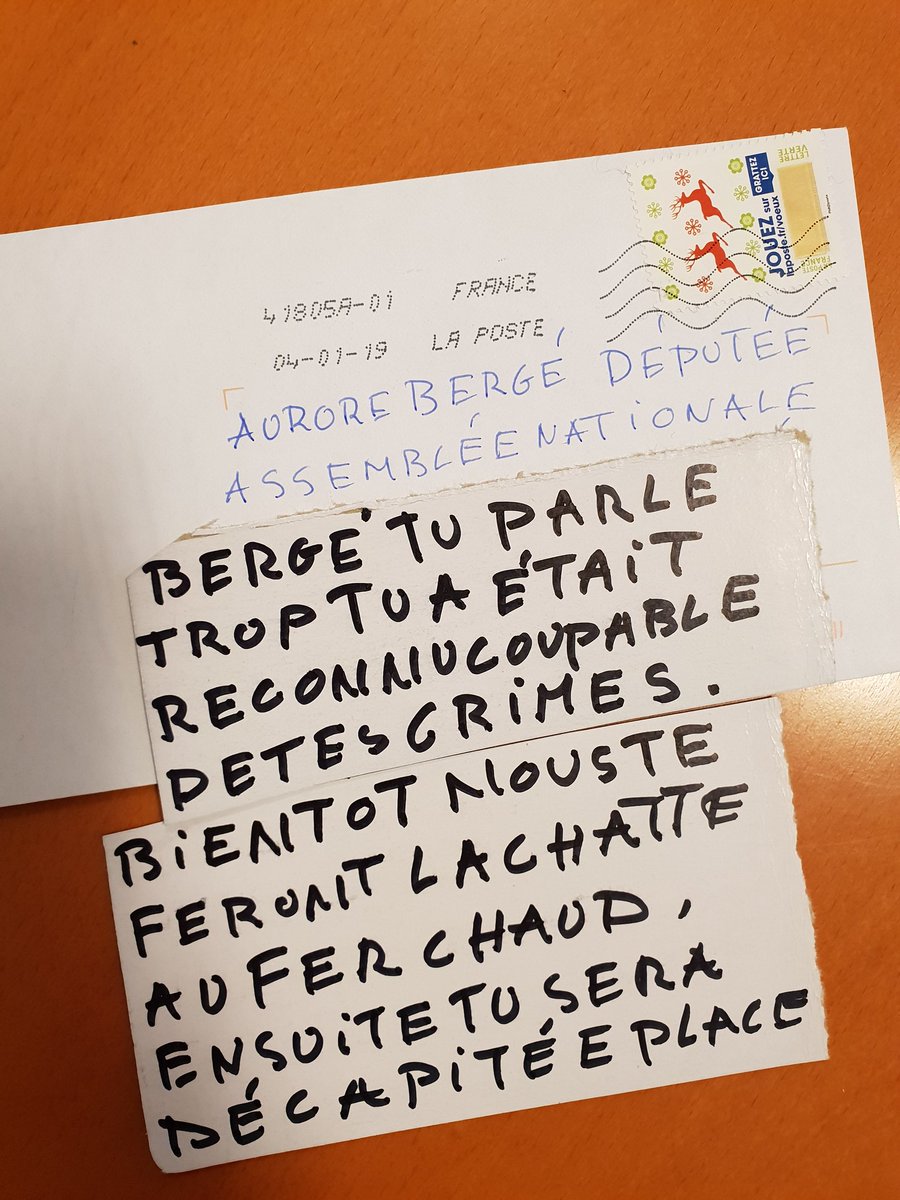 LETTRE
VERTE
GRATTEZ
ICI
JOUEZ sur
laposte.fr/voeux
FRANCE
41805A-01 FRANCE
04-01-19 LA POSTE
AURORE BERGÉ DÉPUTÉE
ASSEMBLÉE NATIONALE
BERGÉ TU PARLE
TROP TU A ÉTAIT
RECONNU COUPABLE
DE TES CRIMES.
BIENTOT NOUS TE
FERONT LA CHATTE
AU FER CHAUD,
ENSUITE TU SERA
DÉCAPITÉE PLACE